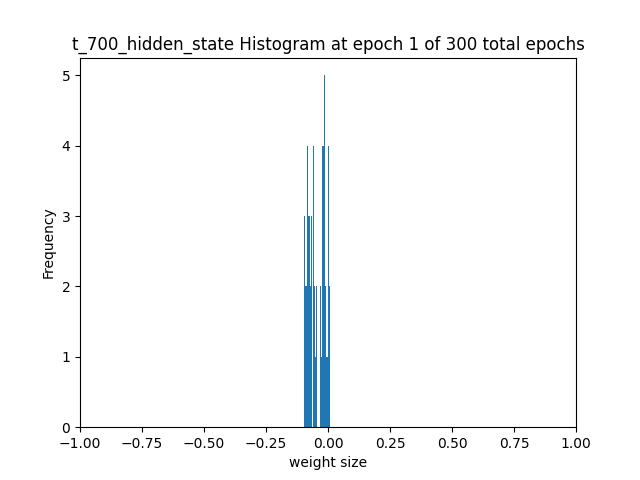 t_700_hidden_state Histogram at epoch 1 of 300 total epochs
5
4
3
2
1
0
Frequency
−1.00 −0.75 −0.50 −0.25 0.00 0.25 0.50 0.75 1.00
weight size